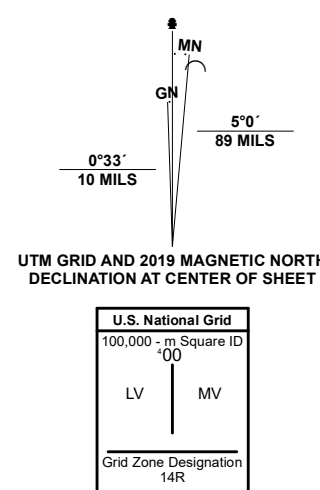 MN
GN
5°0´
89 MILS
0°33´
10 MILS
UTM GRID AND 2019 MAGNETIC NORTH
DECLINATION AT CENTER OF SHEET
U.S. National Grid
100,000 - m Square ID
⁴00
LV MV
Grid Zone Designation
14R